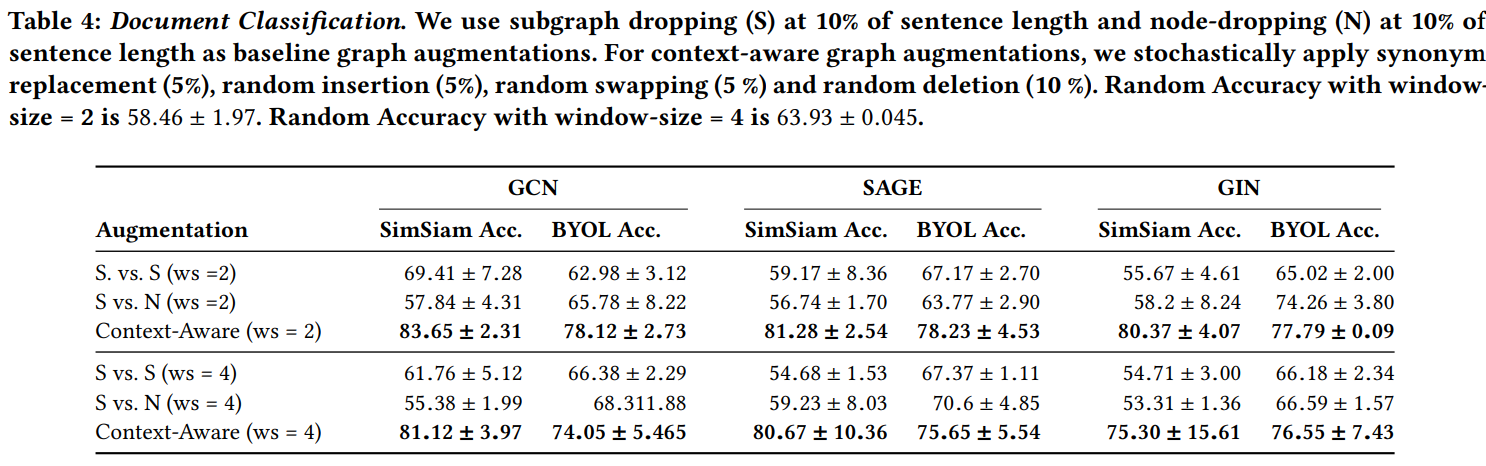 Table 4: Document Classification. We use subgraph dropping (S) at 10% of sentence length and node-dropping (N) at 10% of
sentence length as baseline graph augmentations. For context-aware graph augmentations, we stochastically apply synonym
replacement (5%), random insertion (5%), random swapping (5 %) and random deletion (10 %). Random Accuracy with window-
size = 2 is 58.46 ± 1.97. Random Accuracy with window-size = 4 is 63.93 ± 0.045.
GCN SAGE GIN
Augmentation SimSiam Acc. BYOL Acc. SimSiam Acc. BYOL Acc. SimSiam Acc. BYOL Acc.
S. vs. S (ws =2) 69.41 ± 7.28 62.98 ± 3.12 59.17 ± 8.36 67.17 ± 2.70 55.67 ± 4.61 65.02 ± 2.00
S vs. N (ws =2) 57.84 ± 4.31 65.78 ± 8.22 56.74 ± 1.70 63.77 ± 2.90 58.2 ± 8.24 74.26 ± 3.80
Context-Aware (ws = 2) 83.65 ± 2.31 78.12 ± 2.73 81.28 ± 2.54 78.23 ± 4.53 80.37 ± 4.07 77.79 ± 0.09
S vs. S (ws = 4) 61.76 ± 5.12 66.38 ± 2.29 54.68 ± 1.53 67.37 ± 1.11 54.71 ± 3.00 66.18 ± 2.34
S vs. N (ws = 4) 55.38 ± 1.99 68.311.88 59.23 ± 8.03 70.6 ± 4.85 53.31 ± 1.36 66.59 ± 1.57
Context-Aware (ws = 4) 81.12 ± 3.97 74.05 ± 5.465 80.67 ± 10.36 75.65 ± 5.54 75.30 ± 15.61 76.55 ± 7.43